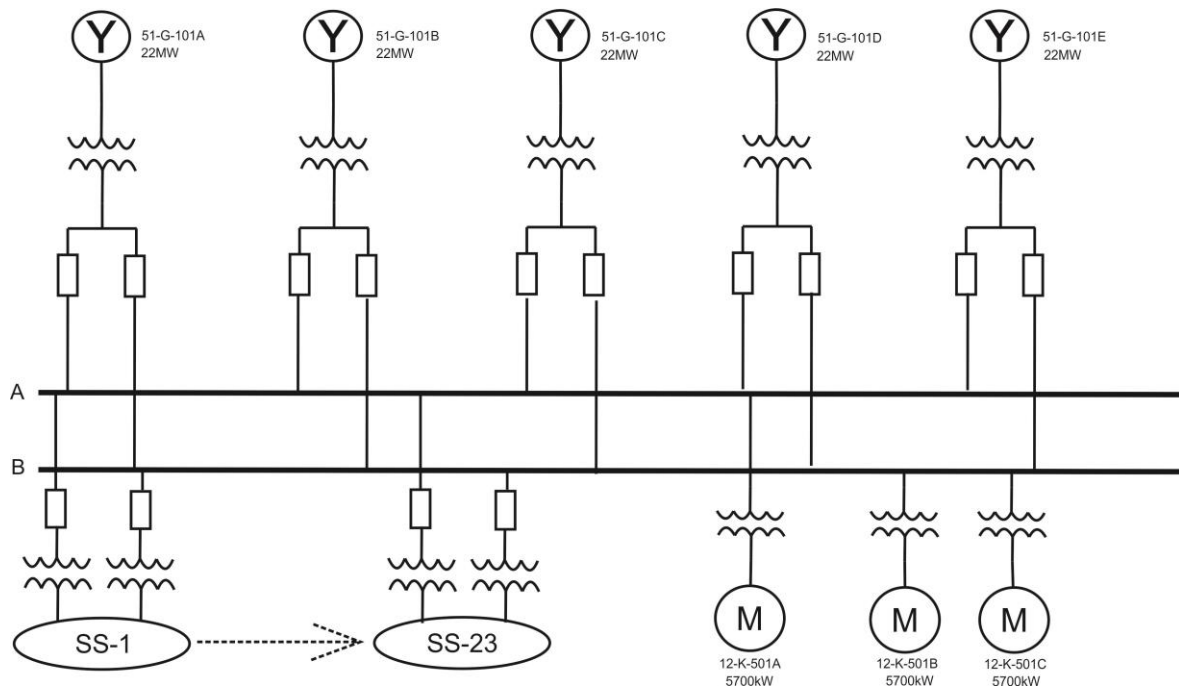 Y
51-G-101A
22MW
Y
51-G-101B
22MW
Y
51-G-101C
22MW
Y
51-G-101D
22MW
Y
51-G-101E
22MW
A
B
SS-1
SS-23
M
12-K-501A
5700kW
M
12-K-501B
5700kW
M
12-K-501C
5700kW